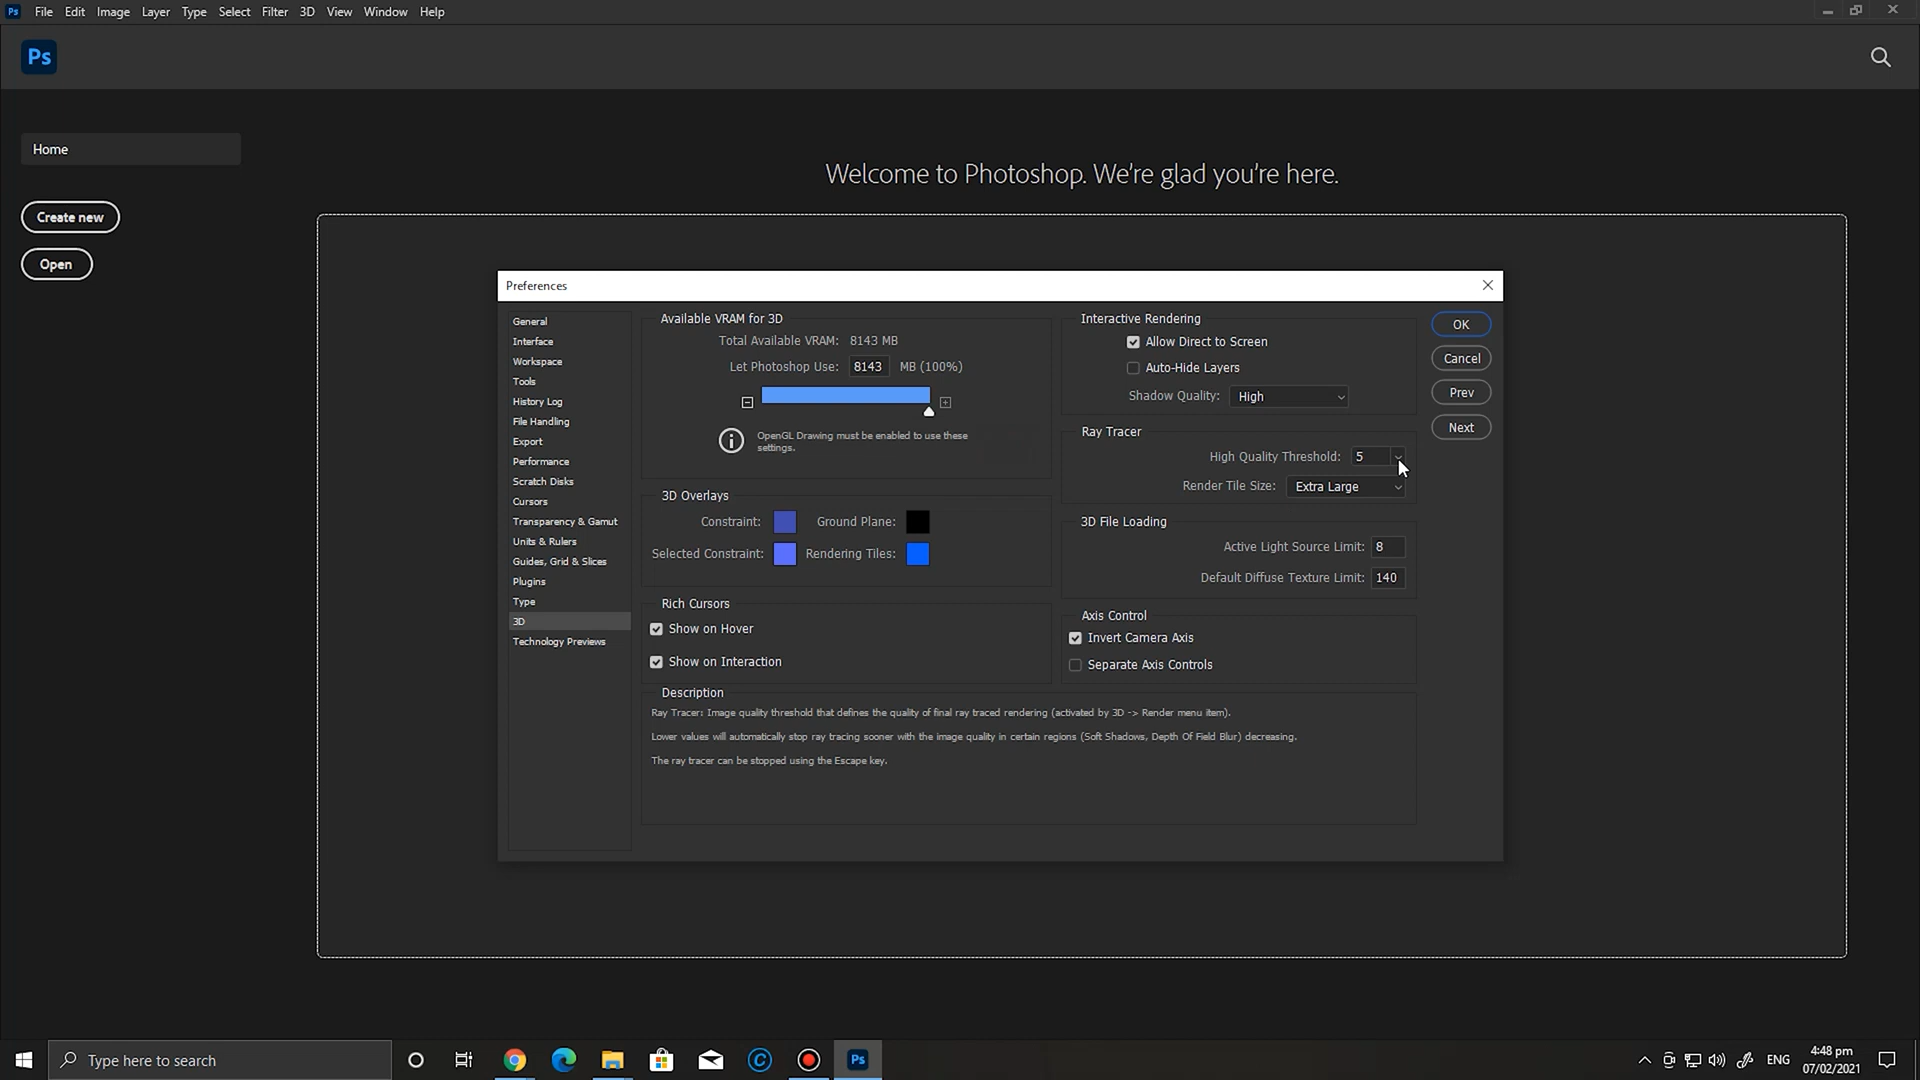 Ps File Edit Image Layer Type Select Filter 3D View Window Help
Ps
Home
Create new
Open
Welcome to Photoshop. We're glad you're here.
Preferences
General
Interface
Workspace
Tools
History Log
File Handling
Export
Performance
Scratch Disks
Cursors
Transparency & Gamut
Units & Rulers
Guides, Grid & Slices
Plugins
Type
3D
Technology Previews
Available VRAM for 3D
Total Available VRAM: 8143 MB
Let Photoshop Use: 8143 MB (100%)
OpenGL Drawing must be enabled to use these
settings.
3D Overlays
Constraint: Ground Plane:
Selected Constraint: Rendering Tiles:
Rich Cursors
Show on Hover
Show on Interaction
Interactive Rendering
Allow Direct to Screen
Auto-Hide Layers
Shadow Quality: High
Ray Tracer
High Quality Threshold: 5
Render Tile Size: Extra Large
3D File Loading
Active Light Source Limit: 8
Default Diffuse Texture Limit: 140
Axis Control
Invert Camera Axis
Separate Axis Controls
OK
Cancel
Prev
Next
Description
Ray Tracer: Image quality threshold that defines the quality of final ray traced rendering (activated by 3D -> Render menu item).
Lower values will automatically stop ray tracing sooner with the image quality in certain regions (Soft Shadows, Depth Of Field Blur) decreasing.
The ray tracer can be stopped using the Escape key.
Type here to search
Ps
ENG
4:48 pm
07/02/2021